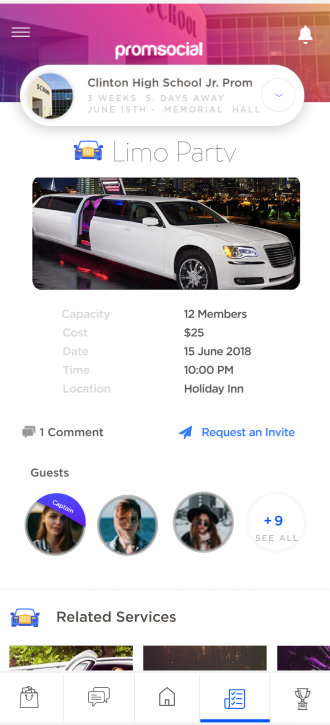 SCHOOL
promsocial
SCHOOL
Clinton High School Jr. Prom
3 WEEKS 5. DAYS AWAY
JUNE 15TH - MEMORIAL HALL
Limo Party
Capacity 12 Members
Cost $25
Date 15 June 2018
Time 10:00 PM
Location Holiday Inn
1 Comment Request an Invite
Guests
Captain
+9
SEE ALL
Related Services